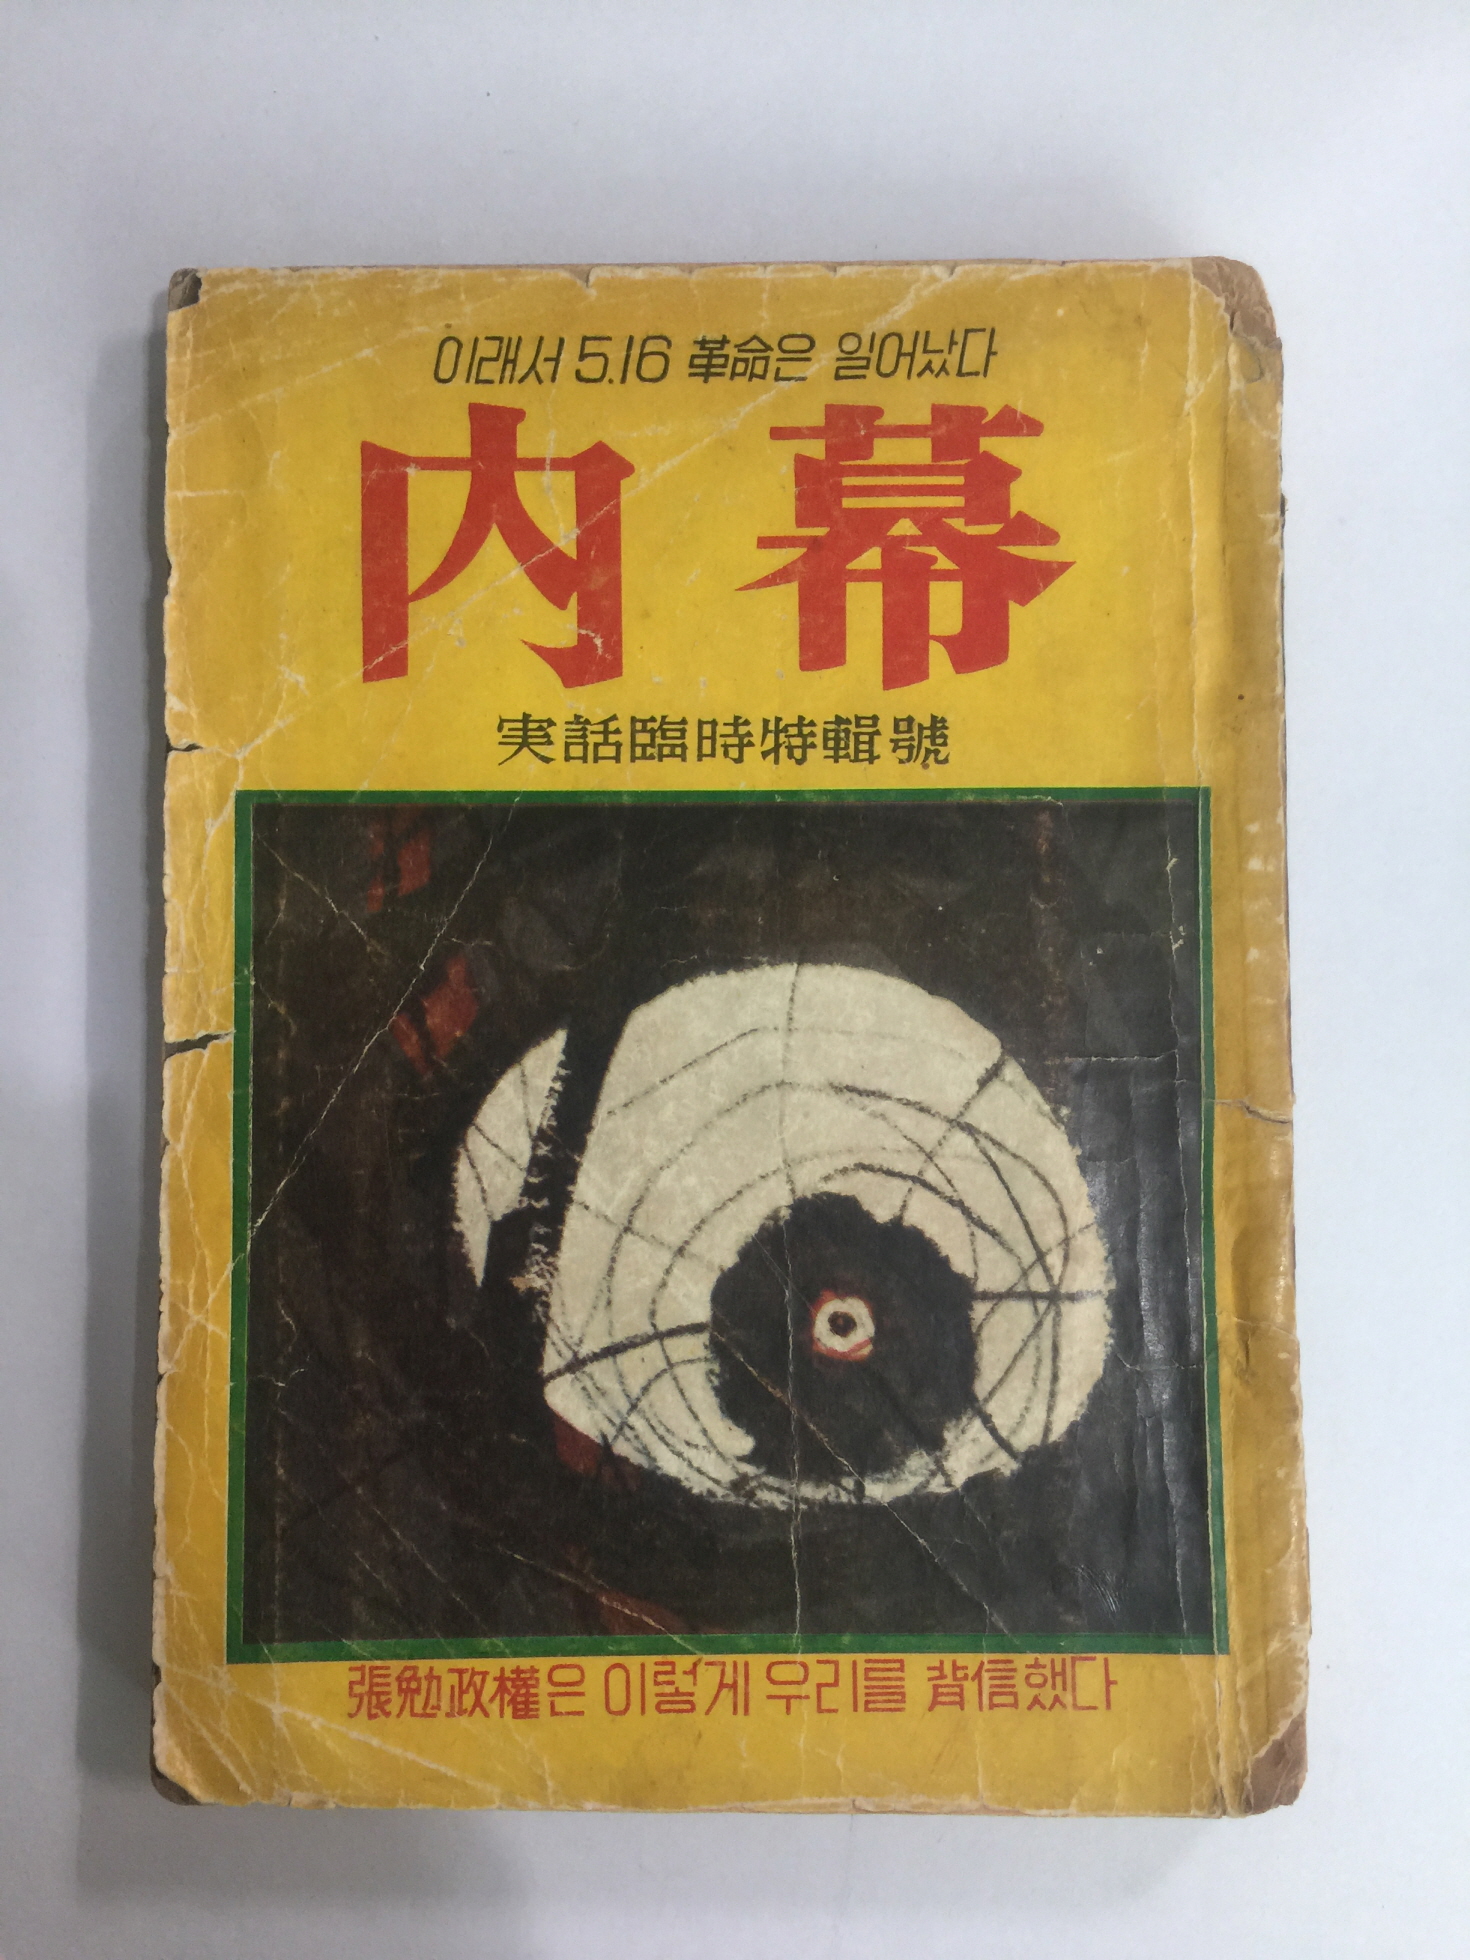 이래서 5.16 革命은 일어났다
內幕
実話臨時特輯號
張勉政權은 이렇게 우리를 背信했다